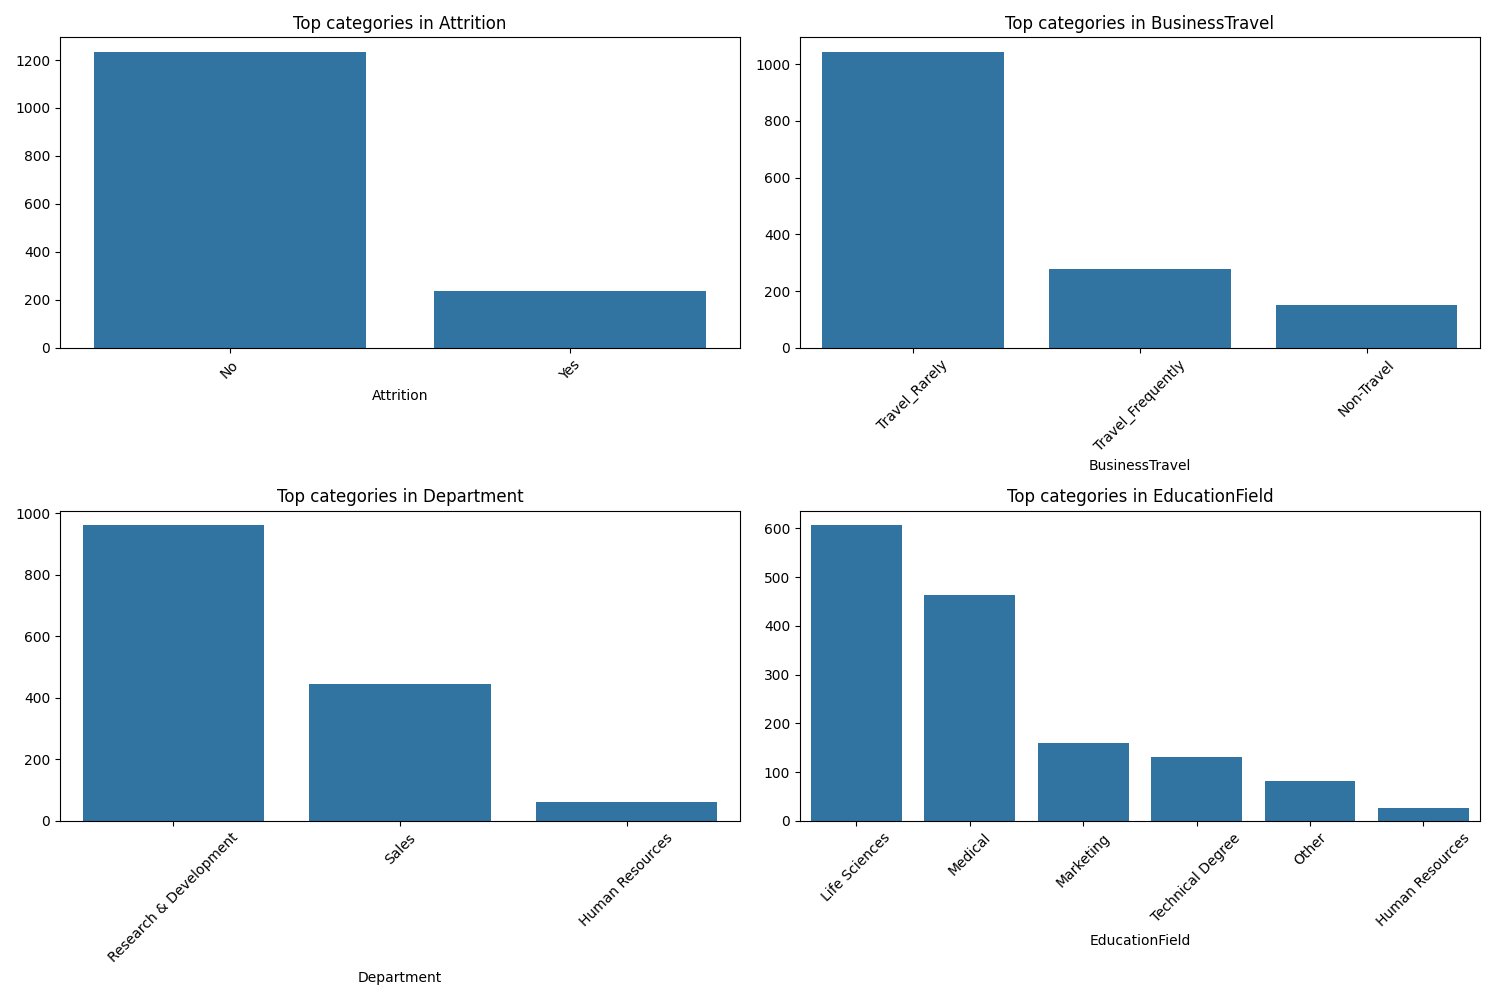 Top categories in Attrition
1200
1000
800
600
400
200
0
No
Yes
Attrition
Top categories in BusinessTravel
1000
800
600
400
200
0
Travel_Rarely
Travel_Frequently
Non-Travel
BusinessTravel
Top categories in Department
1000
800
600
400
200
0
Research & Development
Sales
Human Resources
Department
Top categories in EducationField
600
500
400
300
200
100
0
Life Sciences
Medical
Marketing
Technical Degree
Other
Human Resources
EducationField